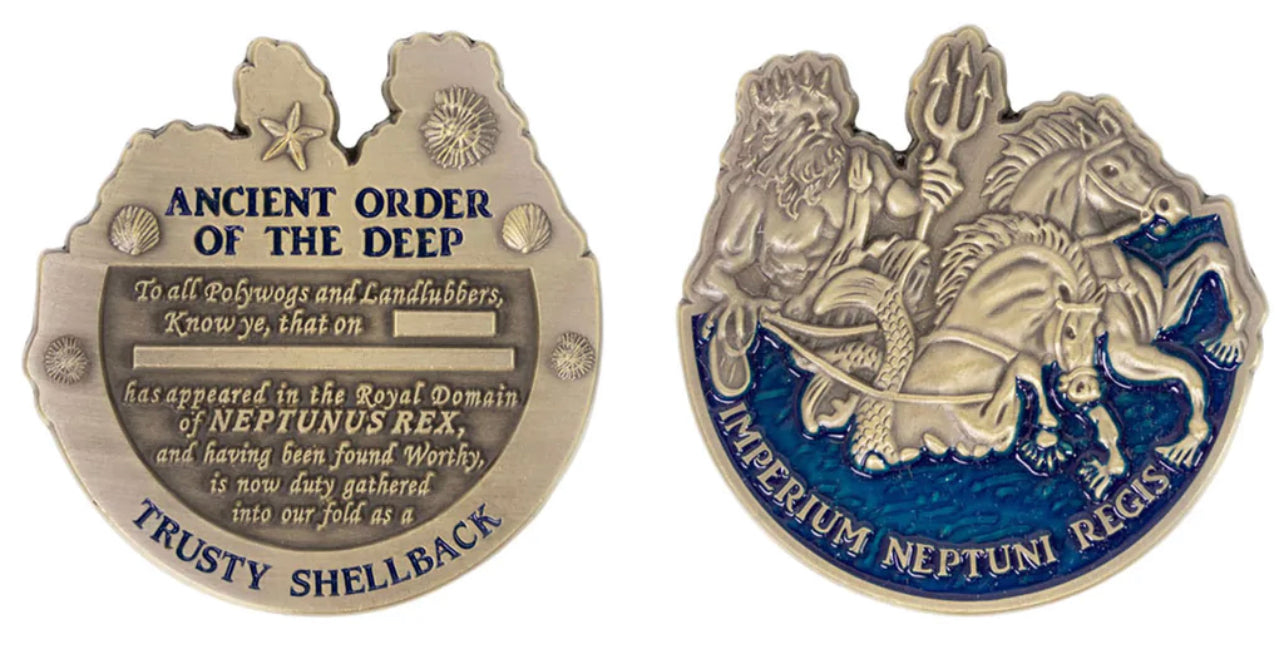 ANCIENT ORDER
OF THE DEEP
To all Polywogs and Landlubbers,
Know ye, that on
has appeared in the Royal Domain
of NEPTUNUS REX,
and having been found Worthy,
is now duty gathered
into our fold as a
TRUSTY SHELLBACK
IMPERIUM NEPTUNI REGIS